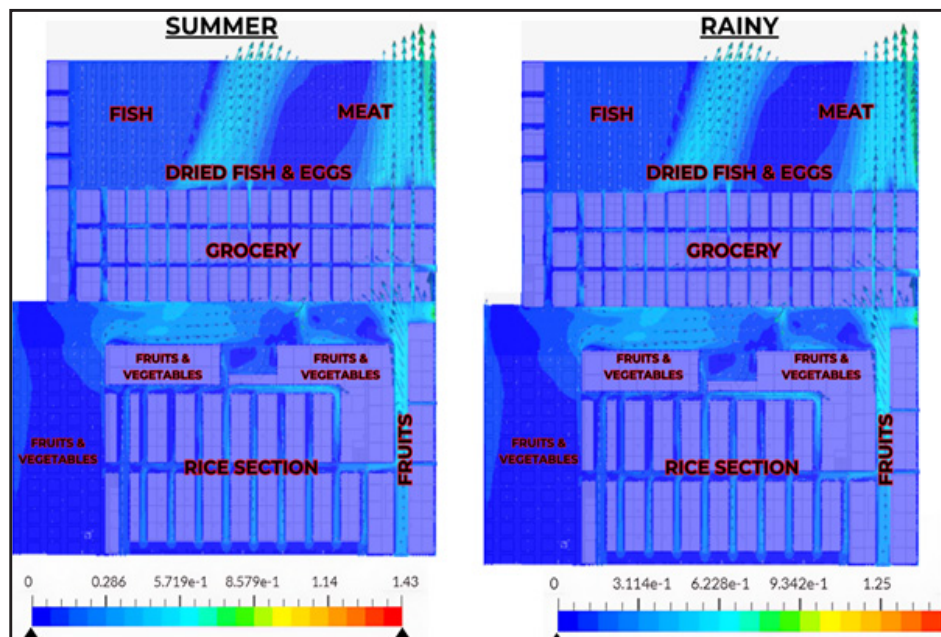 SUMMER
FISH
MEAT
DRIED FISH & EGGS
GROCERY
FRUITS &
VEGETABLES
FRUITS &
VEGETABLES
FRUITS &
VEGETABLES
RICE SECTION
FRUITS
0 0.286 5.719e-1 8.579e-1 1.14 1.43
RAINY
FISH
MEAT
DRIED FISH & EGGS
GROCERY
FRUITS &
VEGETABLES
FRUITS &
VEGETABLES
FRUITS &
VEGETABLES
RICE SECTION
FRUITS
0 3.114e-1 6.228e-1 9.342e-1 1.25